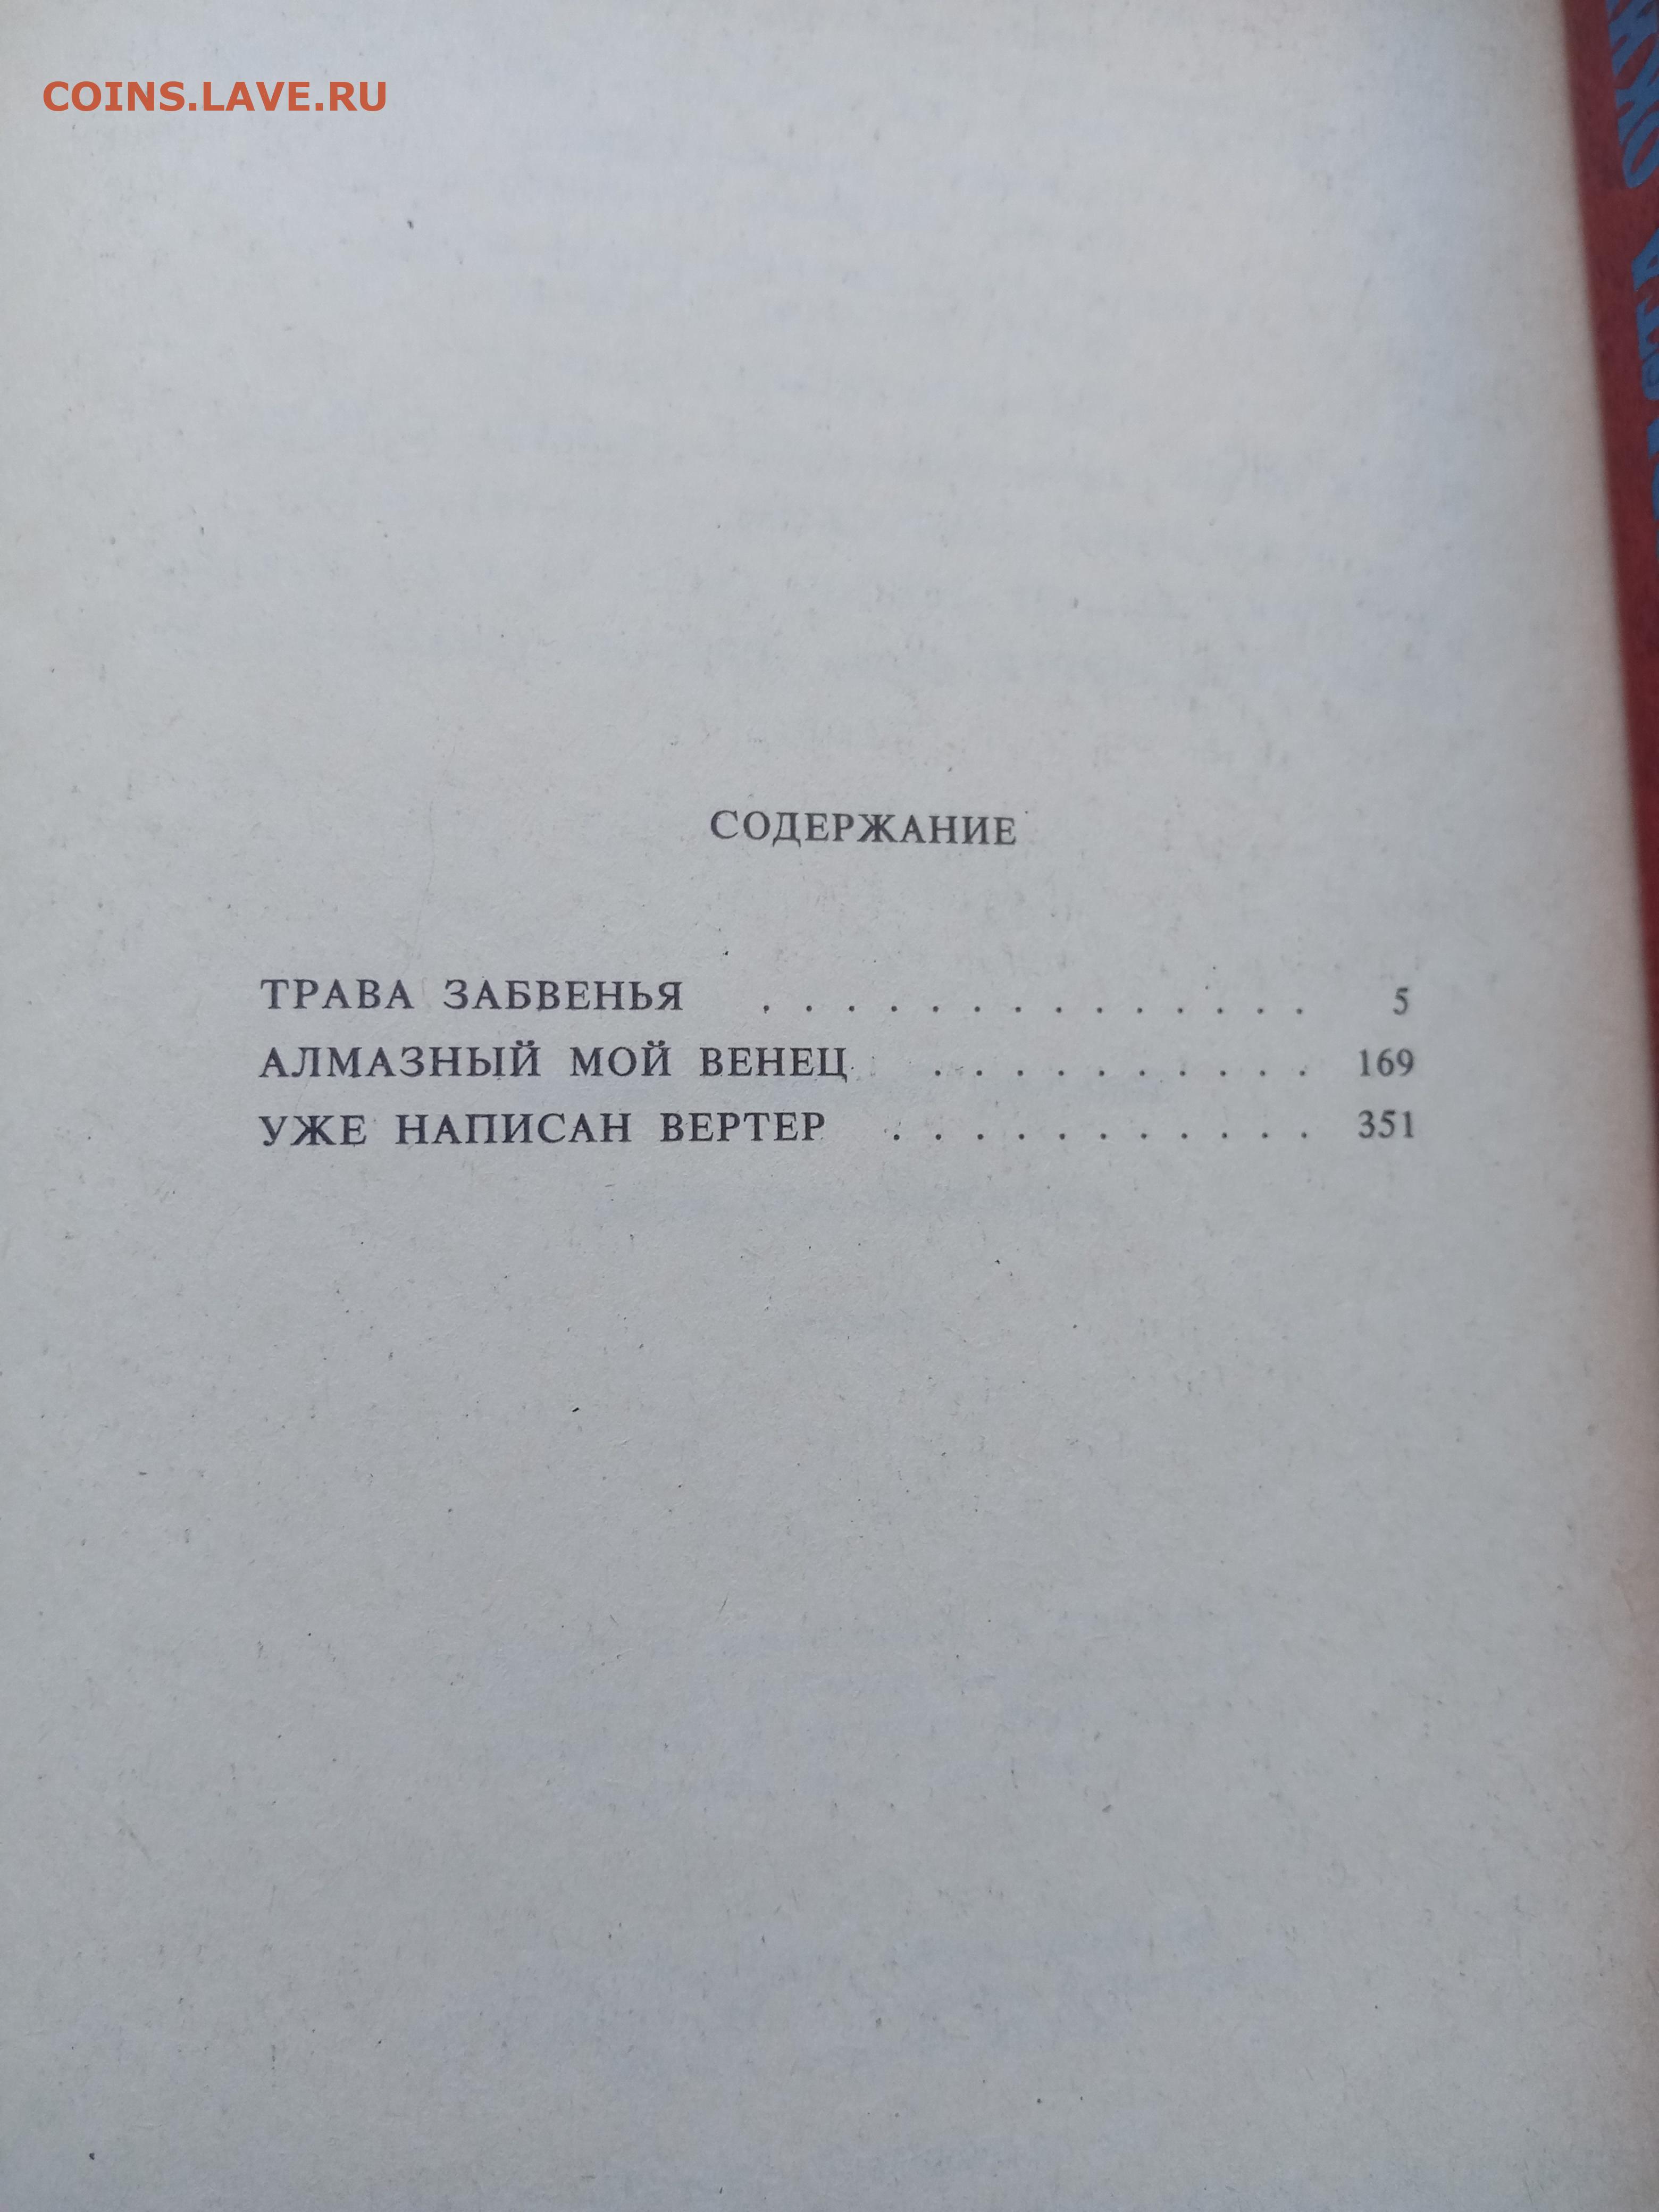 COINS.LAVE.RU
СОДЕРЖАНИЕ
ТРАВА ЗАБВЕНЬЯ . . . . . . . . . . . . . . 5
АЛМАЗНЫЙ МОЙ ВЕНЕЦ . . . . . . . . . . 169
УЖЕ НАПИСАН ВЕРТЕР . . . . . . . . . . . 351